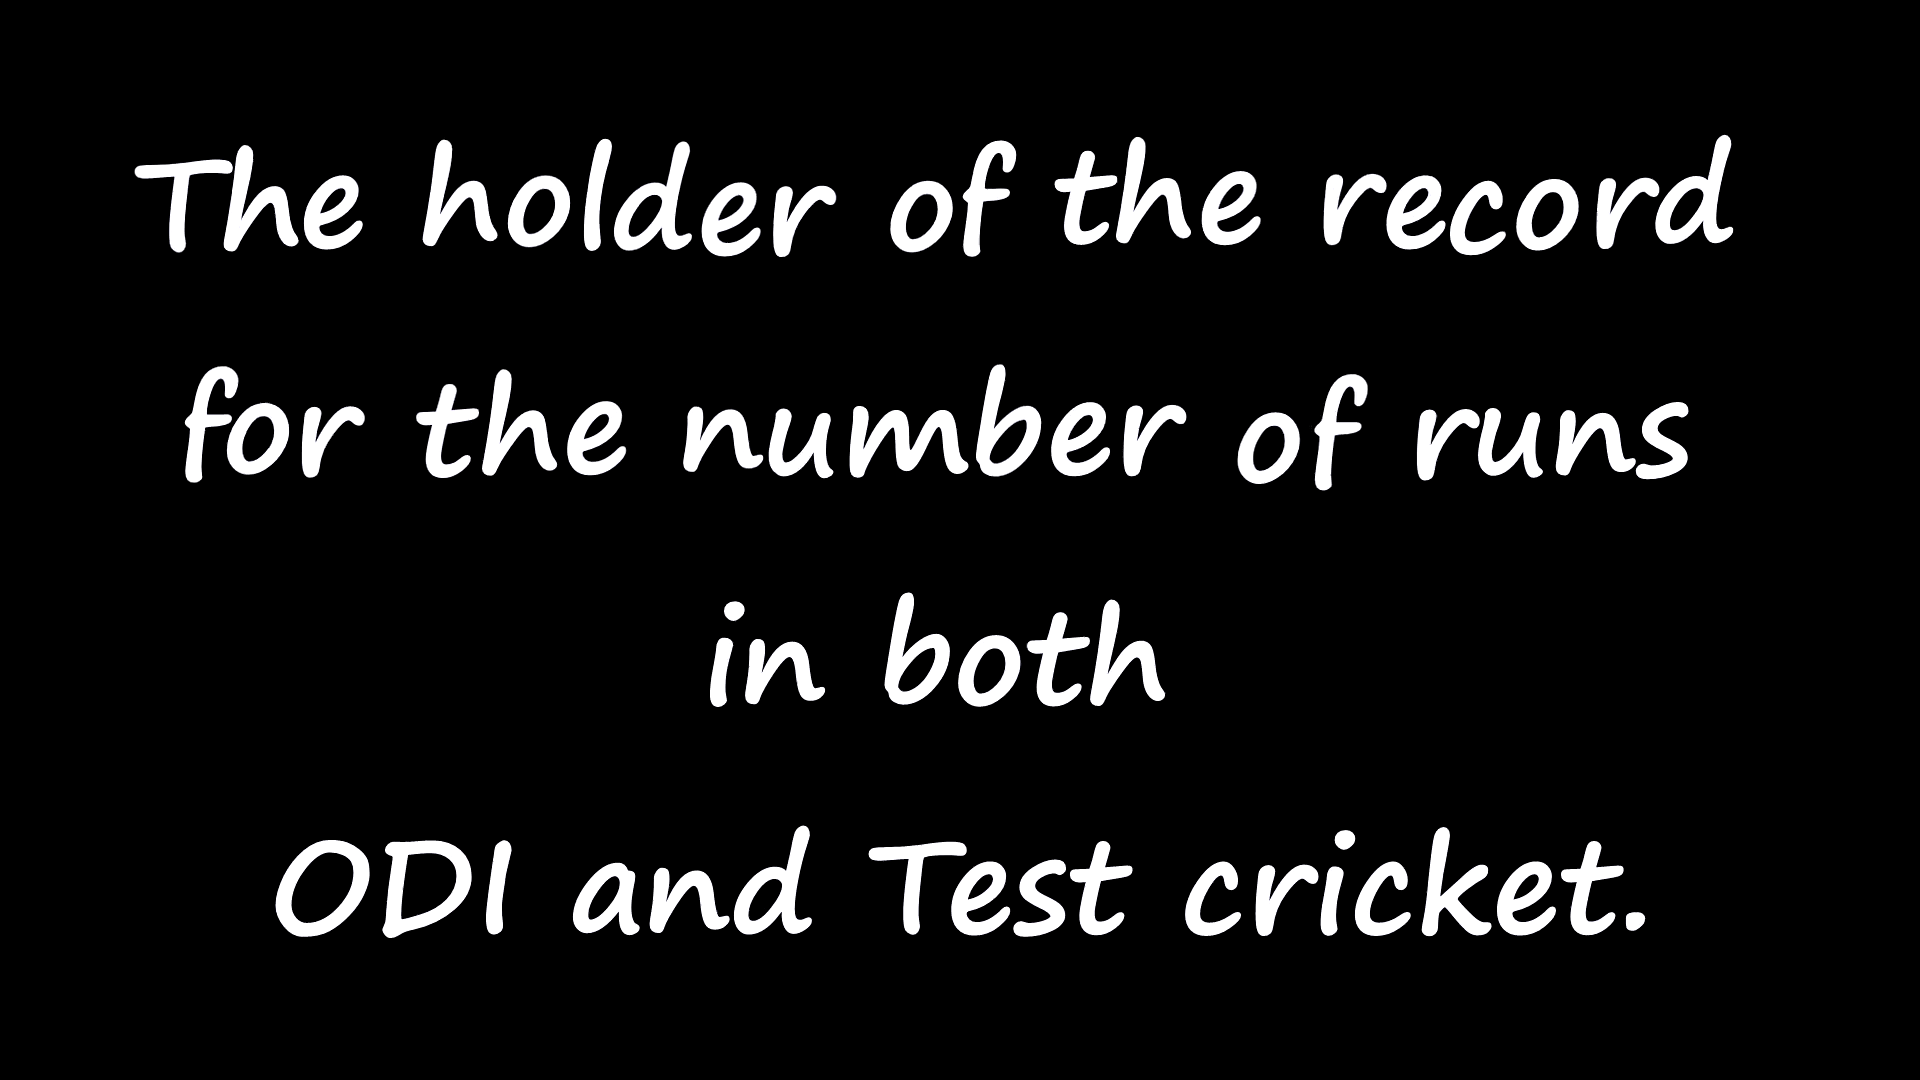 The holder of the record
for the number of runs
in both
ODI and Test cricket.